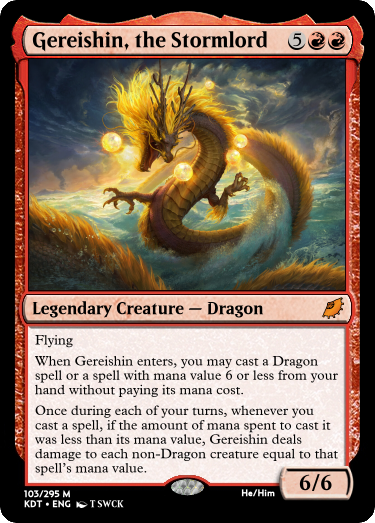 Gereishin, the Stormlord 5
Legendary Creature — Dragon
Flying
When Gereishin enters, you may cast a Dragon
spell or a spell with mana value 6 or less from your
hand without paying its mana cost.
Once during each of your turns, whenever you
cast a spell, if the amount of mana spent to cast it
was less than its mana value, Gereishin deals
damage to each non-Dragon creature equal to that
spell's mana value.
6/6
103/295 M He/Him
KDT • ENG T SWCK